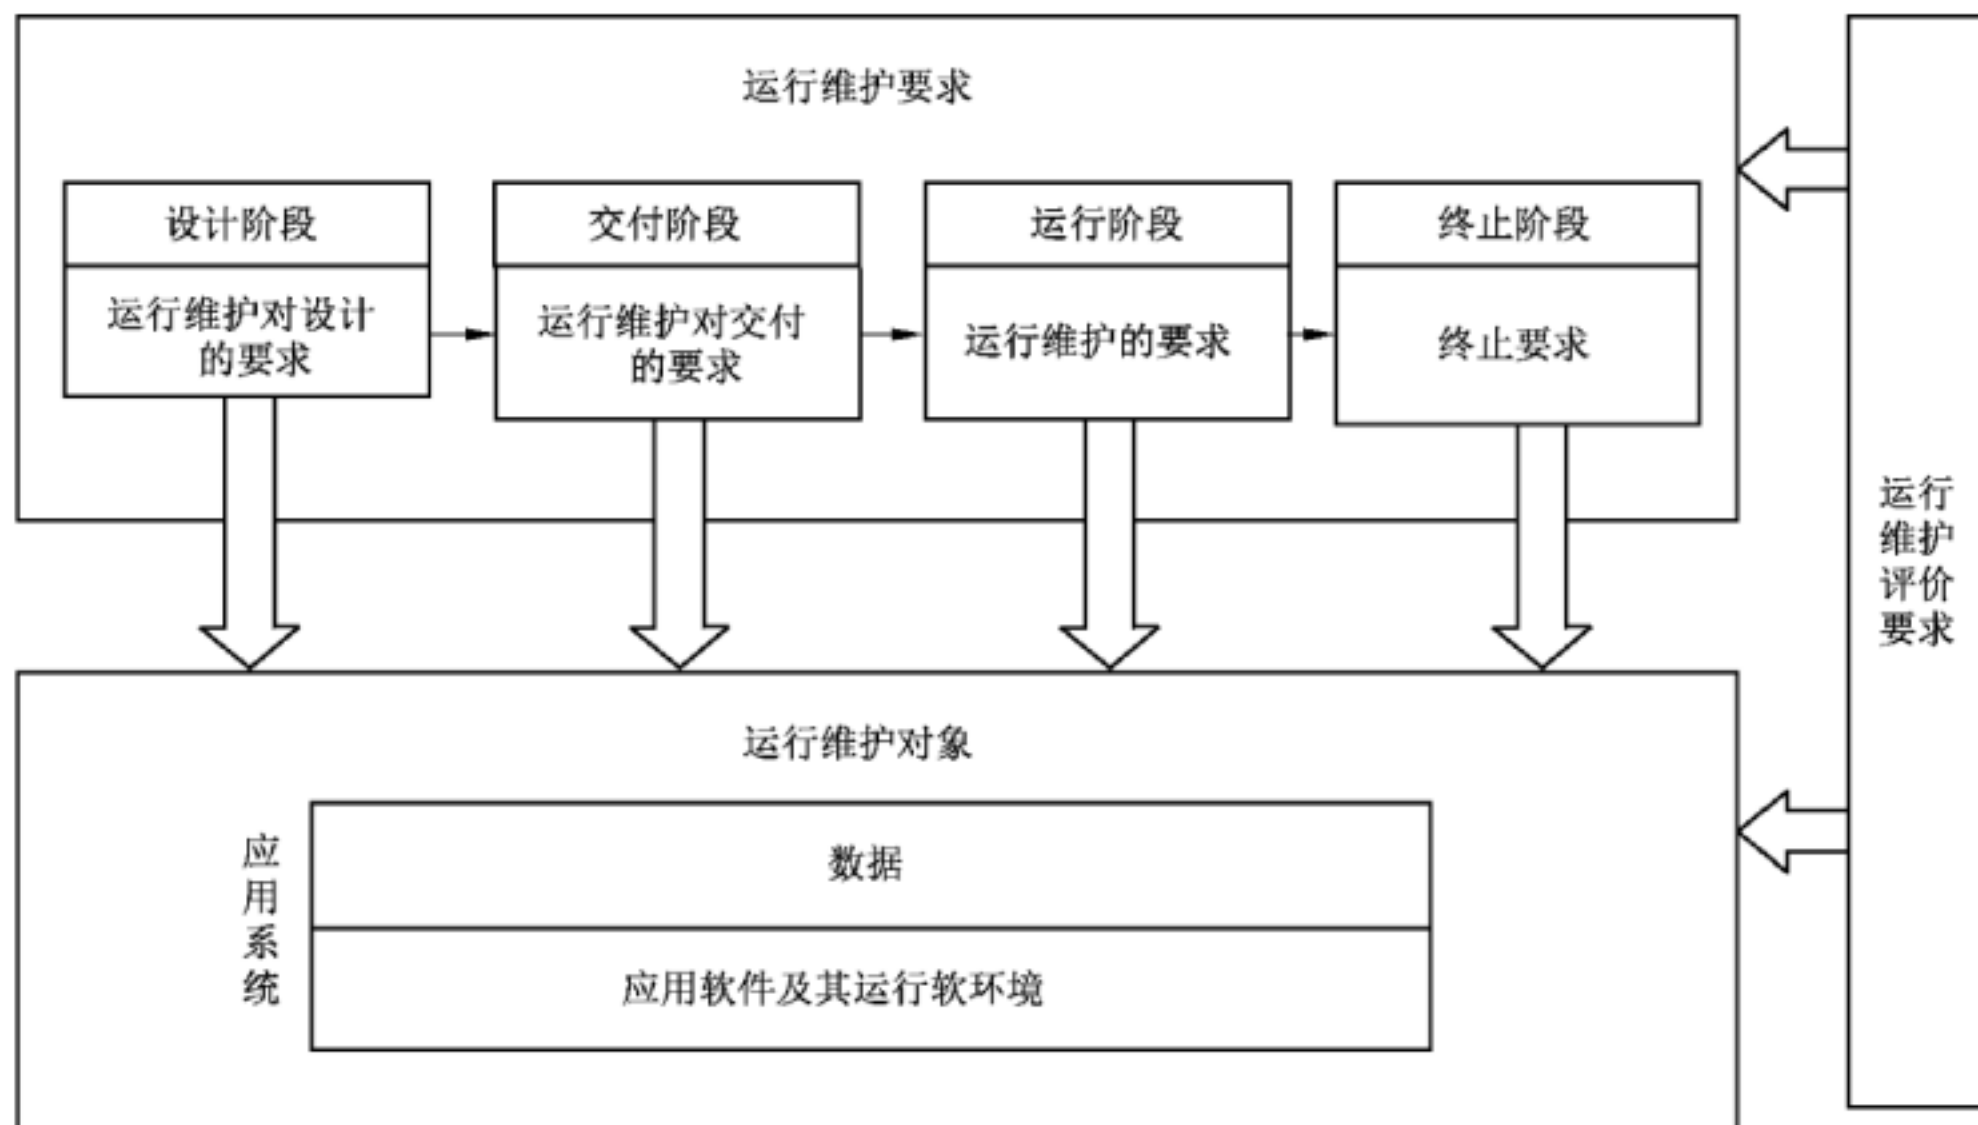 运行维护要求
设计阶段
运行维护对设计
的要求
交付阶段
运行维护对交付
的要求
运行阶段
运行维护的要求
终止阶段
终止要求
运行
维护
评价
要求
运行维护对象
应
用
系
统
数据
应用软件及其运行软环境